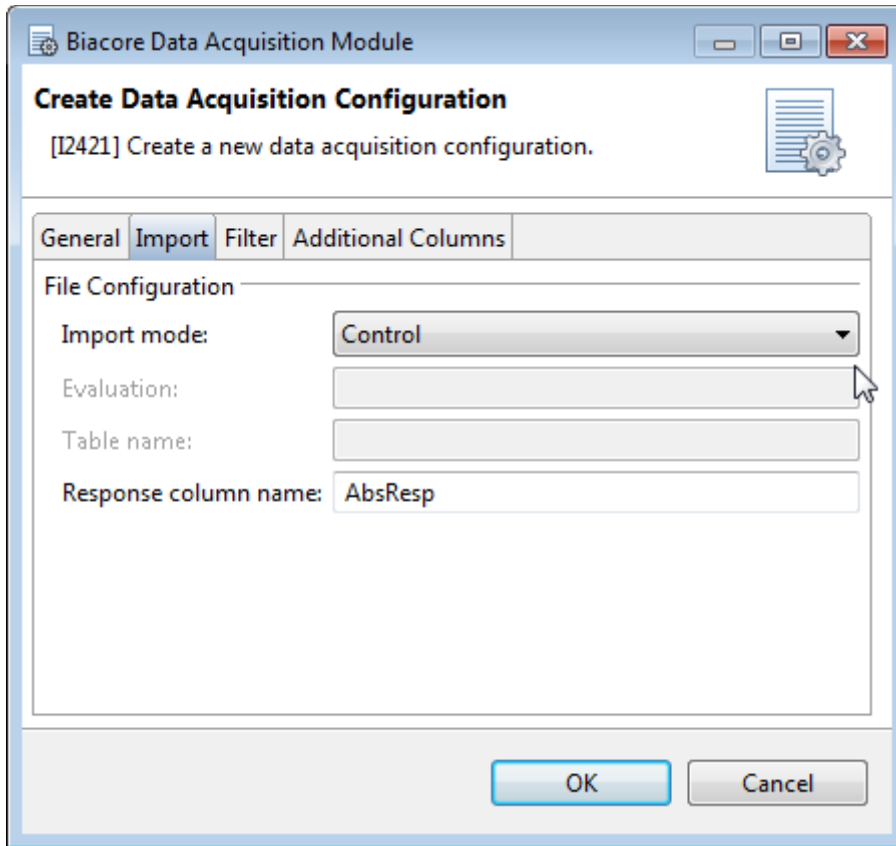 Biacore Data Acquisition Module
Create Data Acquisition Configuration
[I2421] Create a new data acquisition configuration.
General Import Filter Additional Columns
File Configuration
Import mode: Control
Evaluation:
Table name:
Response column name: AbsResp
OK Cancel